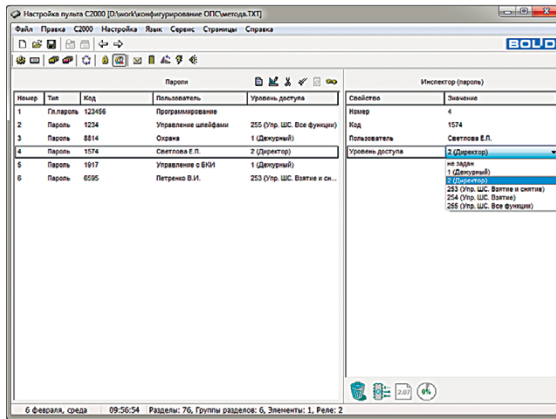 Настройка пульта С2000 [D:\work\конфигурирование ОПС\метода.TXT]
Файл Правка С2000 Настройка Язык Сервис Страницы Справка
BOLID
Пароли
Инспектор (пароль)
Номер Тип Код Пользователь Уровень доступа
Свойство Значение
1 Гл.пароль 123456 Программирование
Номер 4
2 Пароль 1234 Управление шлейфами 255 (Упр. ШС. Все функции)
Код 1574
3 Пароль 8814 Охрана 1 (Дежурный)
Пользователь Светлова Е.Л.
4 Пароль 1574 Светлова Е.Л. 2 (Директор)
Уровень доступа 2 (Директор)
5 Пароль 1917 Управление с БКИ 1 (Дежурный)
не задан
1 (Дежурный)
6 Пароль 6595 Петренко В.И. 253 (Упр. ШС. Взятие и сн...
2 (Директор)
253 (Упр. ШС. Взятие и снятие)
254 (Упр. ШС. Взятие)
255 (Упр. ШС. Все функции)
2.07 0%
6 февраля, среда 09:56:54 Разделы: 76, Группы разделов: 6, Элементы: 1, Реле: 2